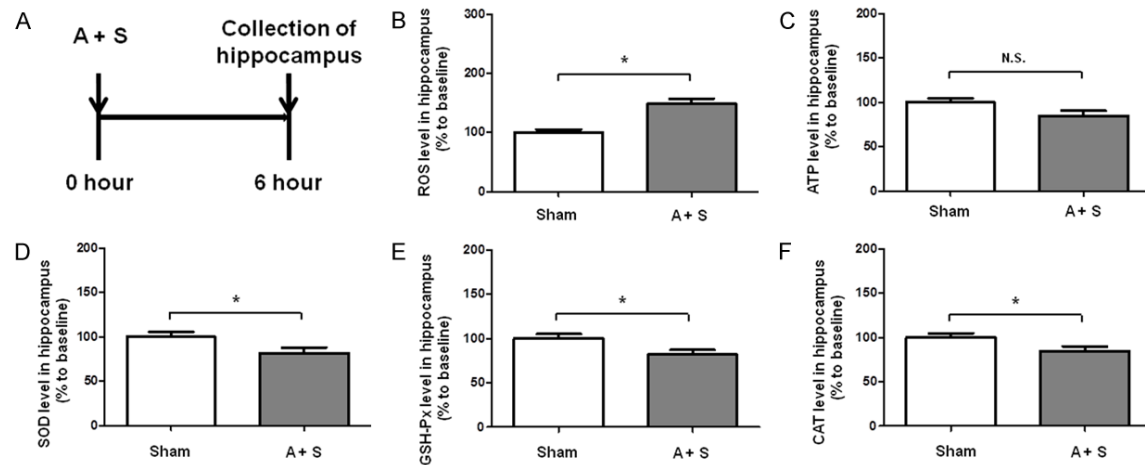 A
A + S
Collection of
hippocampus
0 hour
6 hour
B
ROS level in hippocampus
(% to baseline)
300
200
100
0
*
Sham
A + S
C
ATP level in hippocampus
(% to baseline)
200
150
100
50
0
N.S.
Sham
A + S
D
SOD level in hippocampus
(% to baseline)
200
150
100
50
0
*
Sham
A + S
E
GSH-Px level in hippocampus
(% to baseline)
200
150
100
50
0
*
Sham
A + S
F
CAT level in hippocampus
(% to baseline)
200
150
100
50
0
*
Sham
A + S